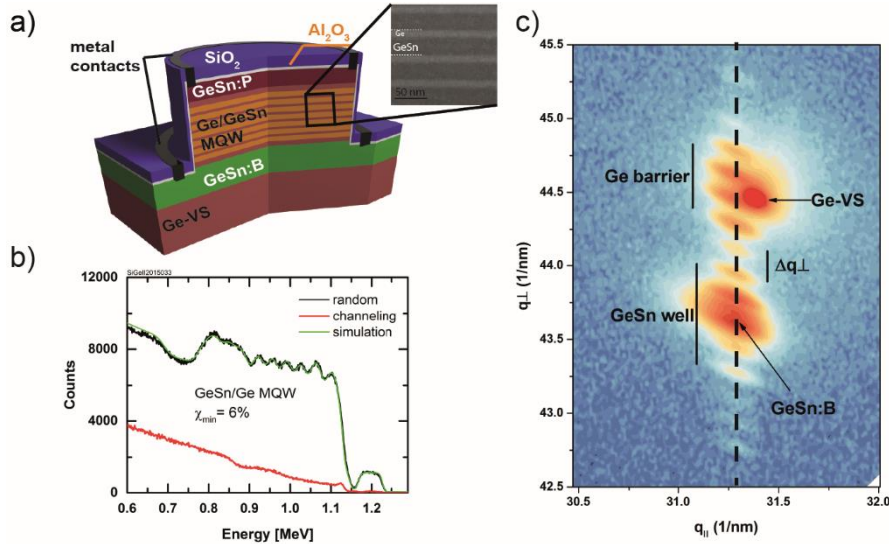 a)
metal
contacts
SiO₂
Al₂O₃
GeSn:P
Ge/GeSn
MQW
GeSn:B
Ge-VS
Ge
GeSn
50 nm
b)
SiGeII2015033
12000
8000
4000
0
Counts
random
channeling
simulation
GeSn/Ge MQW
χmin= 6%
0.6 0.7 0.8 0.9 1.0 1.1 1.2
Energy [MeV]
c)
45.5
45.0
44.5
44.0
43.5
43.0
42.5
q⊥ (1/nm)
Ge barrier
Ge-VS
Δq⊥
GeSn well
GeSn:B
30.5 31.0 31.5 32.0
q|| (1/nm)